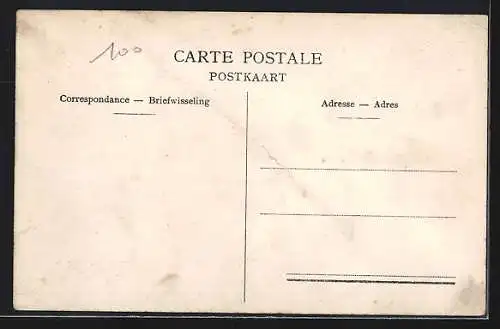 100
CARTE POSTALE
POSTKAART
Correspondance — Briefwisseling
Adresse — Adres